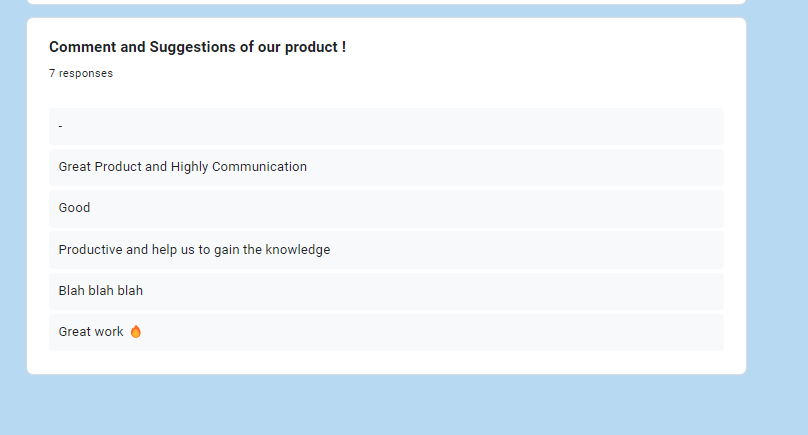 Comment and Suggestions of our product !
7 responses
-
Great Product and Highly Communication
Good
Productive and help us to gain the knowledge
Blah blah blah
Great work 🔥